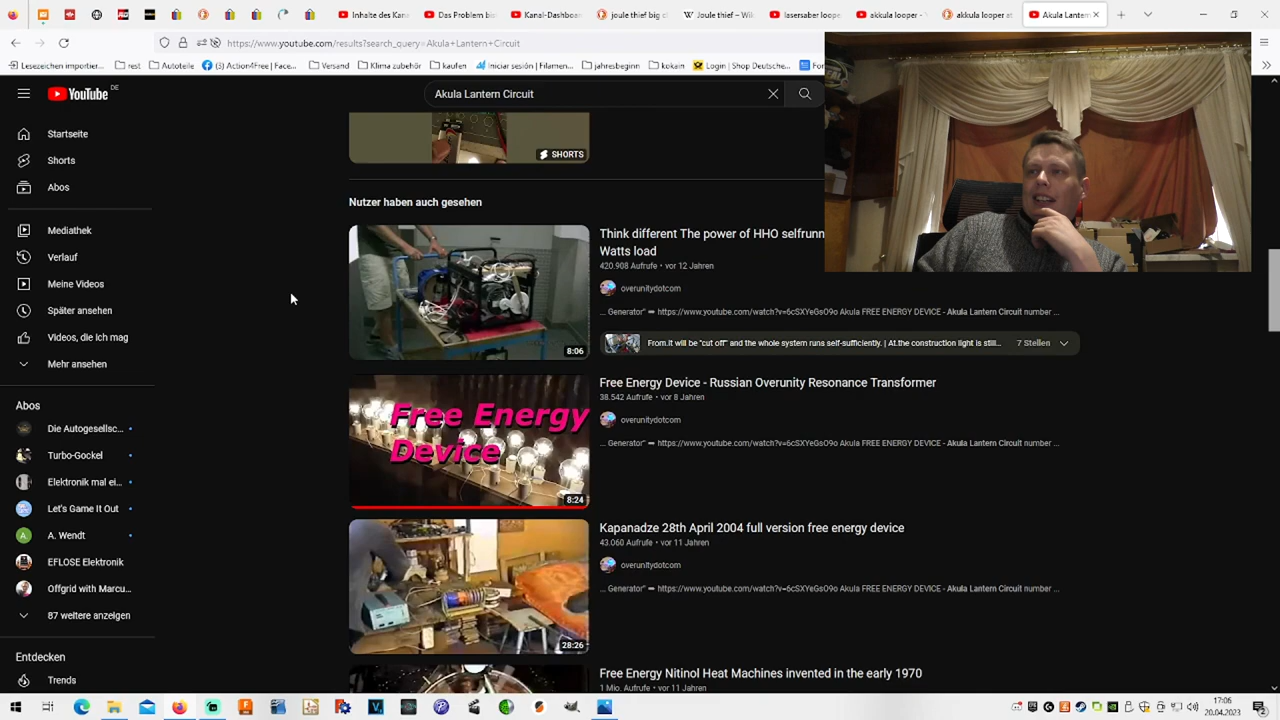 Inhalte des Kanal
Das Problem bi
Kanal-Dashboar
thief big c
Joule thief – W
lasersaber loope
akkula looper -
akkula looper at
Akula Lantern
https://www.youtube.com/results?search_query=Akula+Lantern+Circuit
Lesezeichen importier...
rest
Autoteile
(3) Action4Free | Fac...
Versand
Klima zubehör
kaufen
Iniciar sesión | Filamen...
jahresbeginn
kokain
Login | Sparkys B...
YouTube DE
Akula Lantern Circuit
Startseite
Shorts
Abos
Mediathek
Verlauf
Meine Videos
Später ansehen
Videos, die ich mag
Mehr ansehen
Abos
Die Autogesellsc...
Turbo-Gockel
Elektronik mal ei...
Let's Game It Out
A. Wendt
EFLOSE Elektronik
Offgrid with Marcu...
87 weitere anzeigen
Entdecken
Trends
SHORTS
Nutzer haben auch gesehen
8:06
Think different The power of HHO selfrunn
Watts load
420.908 Aufrufe • vor 12 Jahren
overunitydotcom
... Generator" ➨ https://www.youtube.com/watch?v=6cSXYeGsO9o Akula FREE ENERGY DEVICE - Akula Lantern Circuit number ...
From.It will be "cut off" and the whole system runs self-sufficiently. | At.the construction light is still... 7 Stellen
Free Energy
Device
8:24
Free Energy Device - Russian Overunity Resonance Transformer
38.542 Aufrufe • vor 8 Jahren
overunitydotcom
... Generator" ➨ https://www.youtube.com/watch?v=6cSXYeGsO9o Akula FREE ENERGY DEVICE - Akula Lantern Circuit number ...
28:26
Kapanadze 28th April 2004 full version free energy device
43.060 Aufrufe • vor 11 Jahren
overunitydotcom
... Generator" ➨ https://www.youtube.com/watch?v=6cSXYeGsO9o Akula FREE ENERGY DEVICE - Akula Lantern Circuit number ...
Free Energy Nitinol Heat Machines invented in the early 1970
1 Mio. Aufrufe • vor 11 Jahren
17:06
20.04.2023